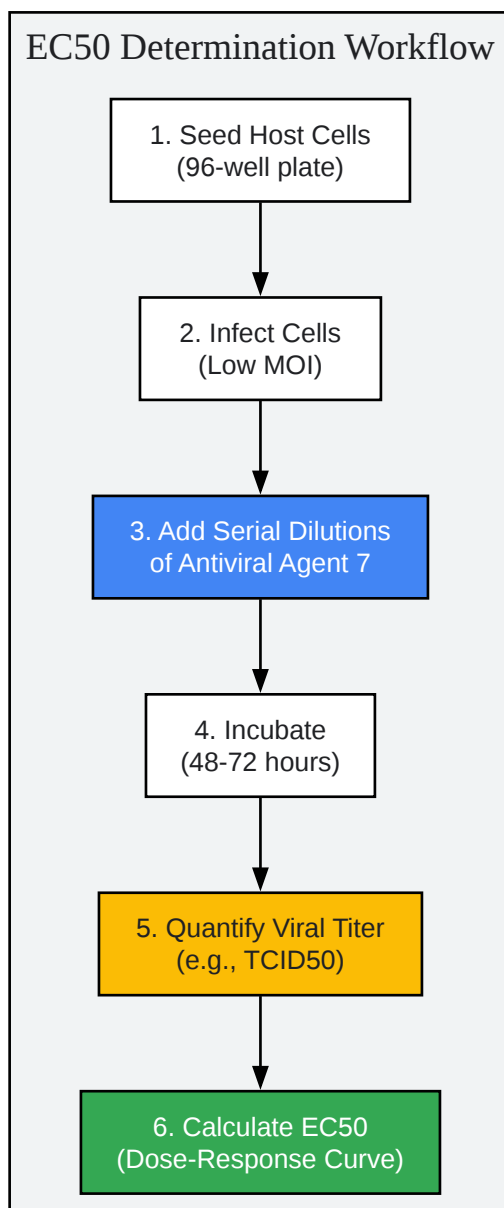 EC50 Determination Workflow
1. Seed Host Cells
(96-well plate)
2. Infect Cells
(Low MOI)
3. Add Serial Dilutions
of Antiviral Agent 7
4. Incubate
(48-72 hours)
5. Quantify Viral Titer
(e.g., TCID50)
6. Calculate EC50
(Dose-Response Curve)